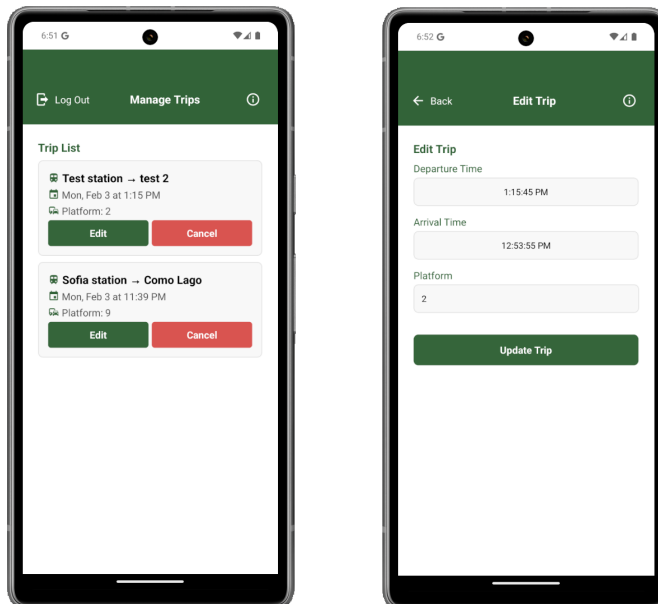 6:51 G
Log Out
Manage Trips
Trip List
Test station → test 2
Mon, Feb 3 at 1:15 PM
Platform: 2
Edit
Cancel
Sofia station → Como Lago
Mon, Feb 3 at 11:39 PM
Platform: 9
Edit
Cancel
6:52 G
← Back
Edit Trip
Edit Trip
Departure Time
1:15:45 PM
Arrival Time
12:53:55 PM
Platform
2
Update Trip